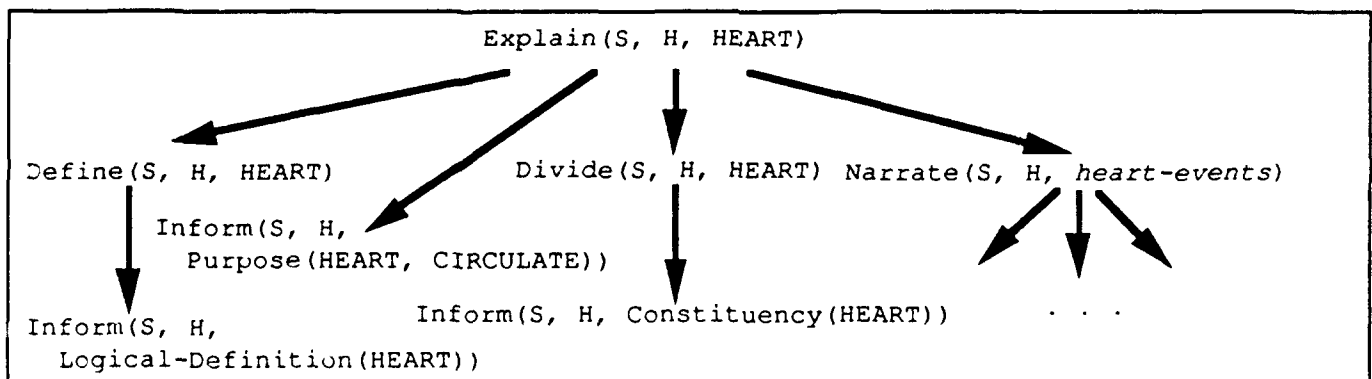 Explain(S, H, HEART)
Define(S, H, HEART)
Divide(S, H, HEART)
Narrate(S, H, heart-events)
Inform(S, H,
Purpose(HEART, CIRCULATE))
Inform(S, H, Constituency(HEART))
. . .
Inform(S, H,
Logical-Definition(HEART))